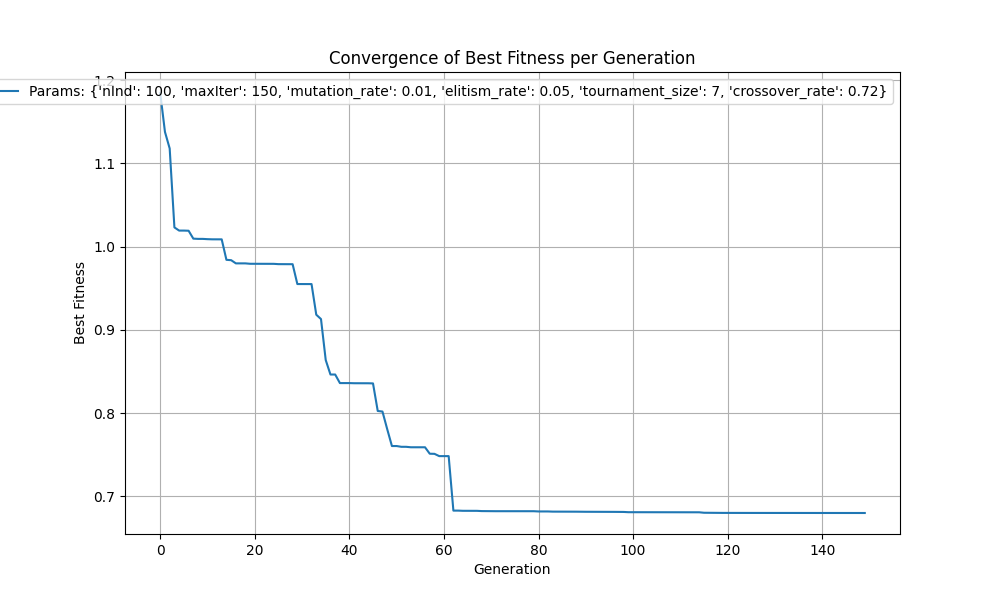 Convergence of Best Fitness per Generation
Params: {'nInd': 100, 'maxIter': 150, 'mutation_rate': 0.01, 'elitism_rate': 0.05, 'tournament_size': 7, 'crossover_rate': 0.72}
1.2
1.1
1.0
0.9
0.8
0.7
Best Fitness
0 20 40 60 80 100 120 140
Generation